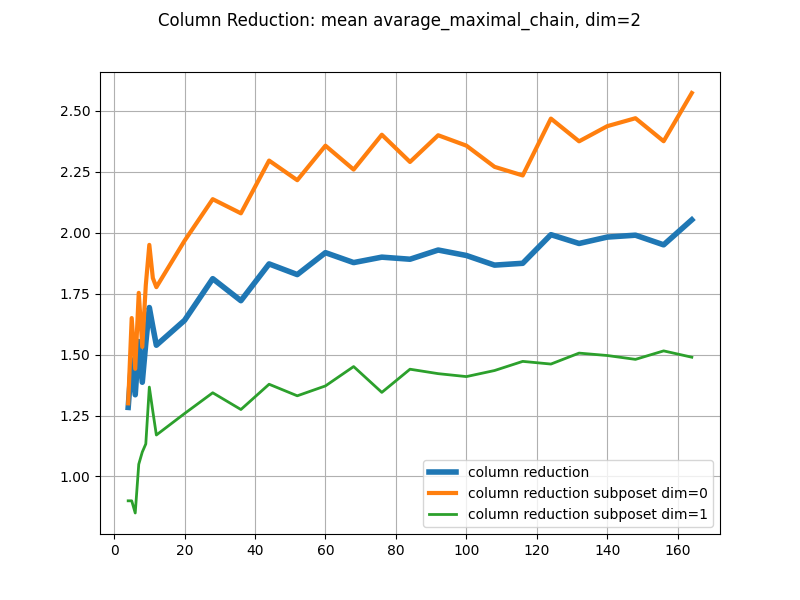 Column Reduction: mean avarage_maximal_chain, dim=2
2.50
2.25
2.00
1.75
1.50
1.25
1.00
column reduction
column reduction subposet dim=0
column reduction subposet dim=1
0 20 40 60 80 100 120 140 160